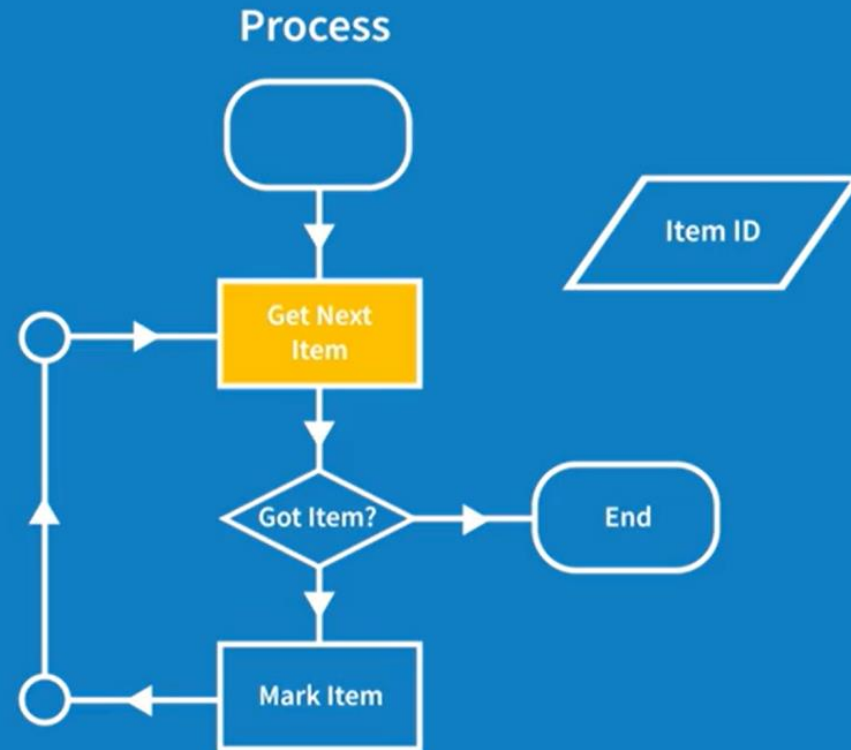 Process
Item ID
Get Next
Item
Got Item?
End
Mark Item